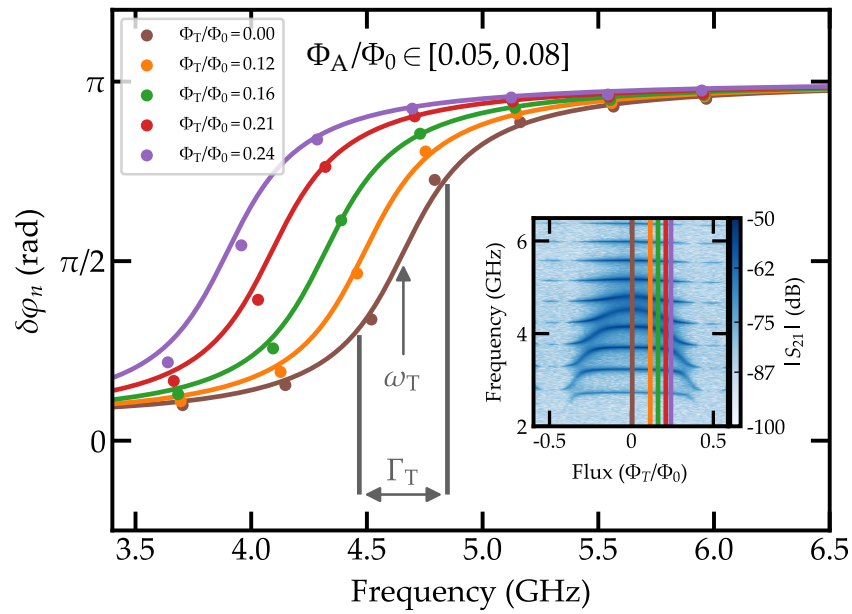 Φ_T/Φ_0 = 0.00
Φ_T/Φ_0 = 0.12
Φ_T/Φ_0 = 0.16
Φ_T/Φ_0 = 0.21
Φ_T/Φ_0 = 0.24
Φ_A/Φ_0 ∈ [0.05, 0.08]
π
π/2
0
δφ_n (rad)
ω_T
Γ_T
6
4
2
Frequency (GHz)
-0.5 0 0.5
Flux (Φ_T/Φ_0)
-50
-62
-75
-87
-100
|S_21| (dB)
3.5 4.0 4.5 5.0 5.5 6.0 6.5
Frequency (GHz)